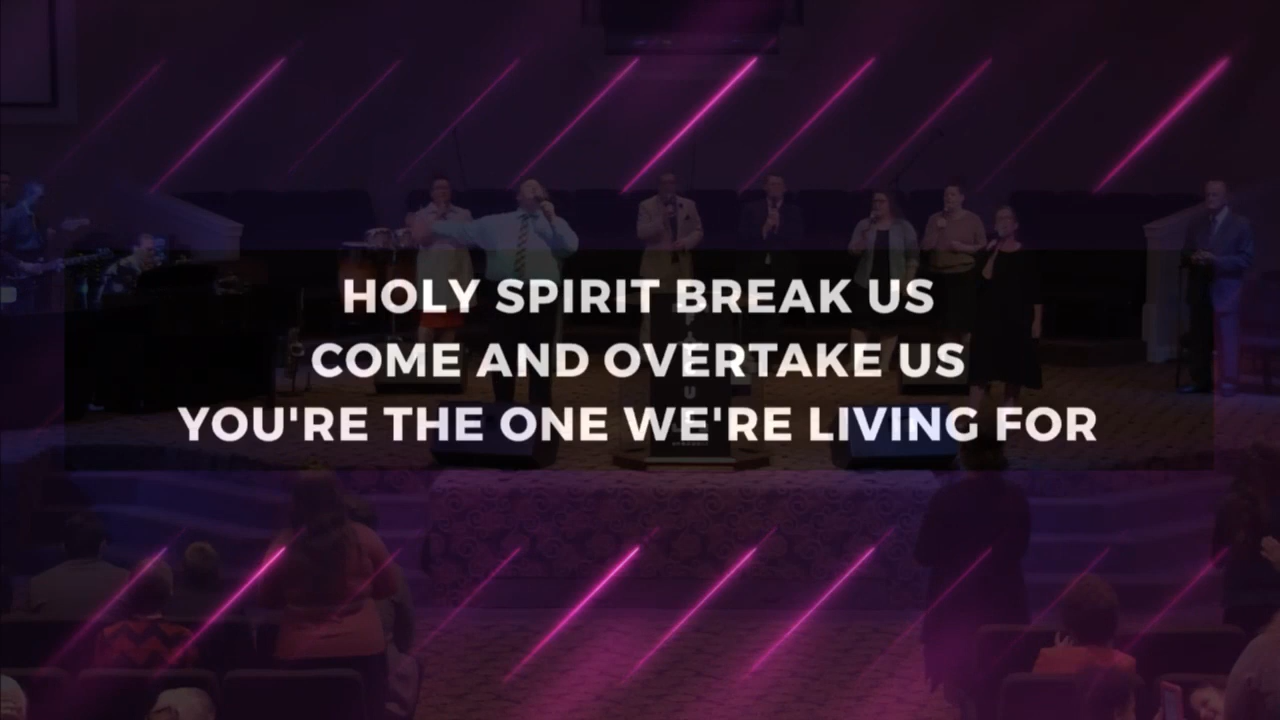 HOLY SPIRIT BREAK US
COME AND OVERTAKE US
YOU'RE THE ONE WE'RE LIVING FOR